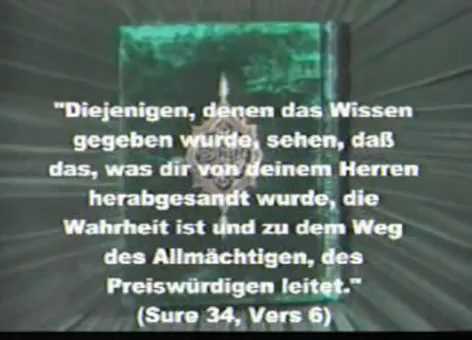 "Diejenigen, denen das Wissen
gegeben wurde, sehen, daß
das, was dir von deinem Herren
herabgesandt wurde, die
Wahrheit ist und zu dem Weg
des Allmächtigen, des
Preiswürdigen leitet."
(Sure 34, Vers 6)